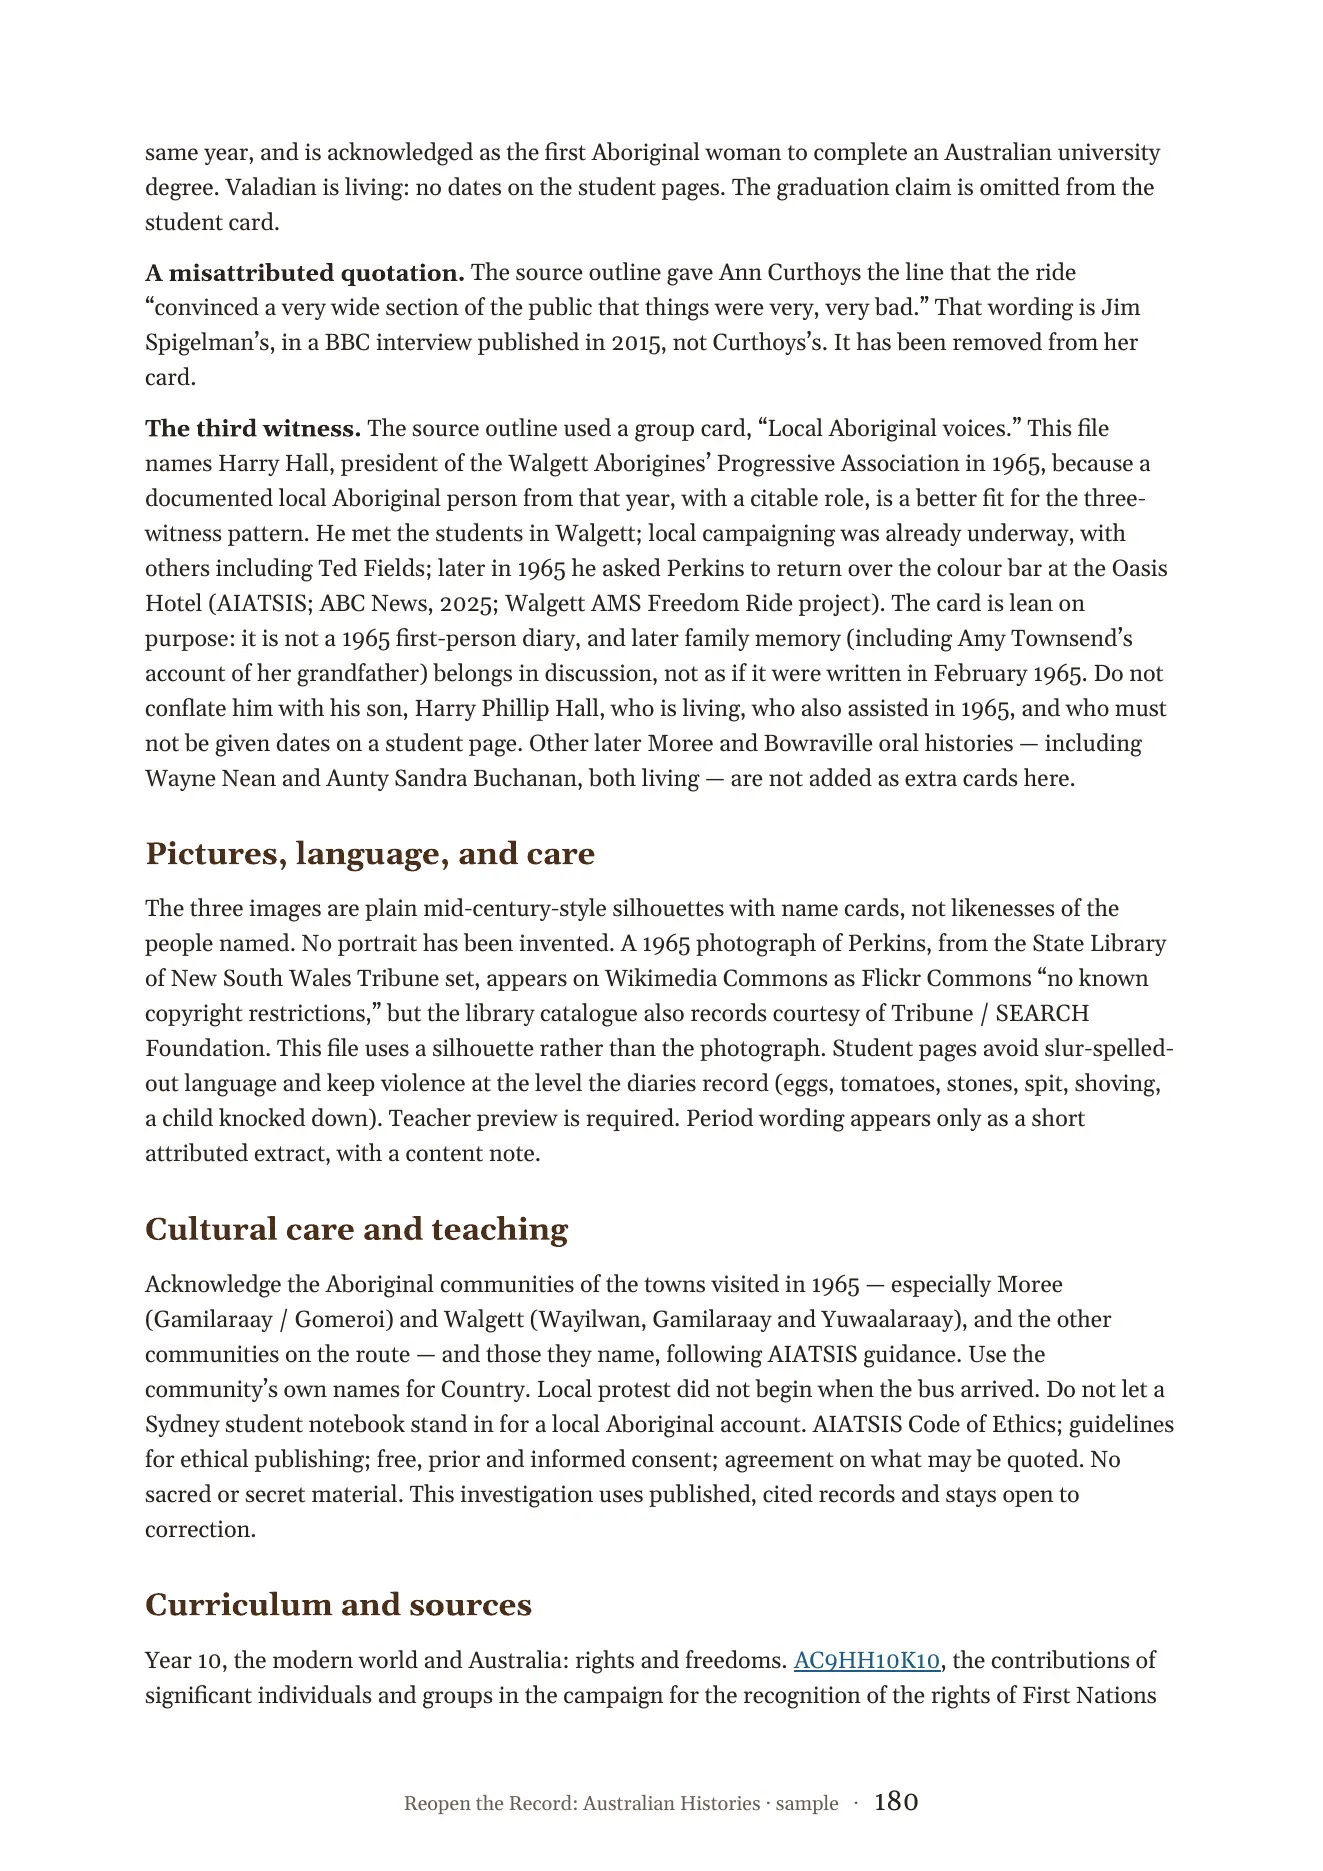 same year, and is acknowledged as the first Aboriginal woman to complete an Australian university
degree. Valadian is living: no dates on the student pages. The graduation claim is omitted from the
student card.
A misattributed quotation. The source outline gave Ann Curthoys the line that the ride
“convinced a very wide section of the public that things were very, very bad.” That wording is Jim
Spigelman’s, in a BBC interview published in 2015, not Curthoys’s. It has been removed from her
card.
The third witness. The source outline used a group card, “Local Aboriginal voices.” This file
names Harry Hall, president of the Walgett Aborigines’ Progressive Association in 1965, because a
documented local Aboriginal person from that year, with a citable role, is a better fit for the three-
witness pattern. He met the students in Walgett; local campaigning was already underway, with
others including Ted Fields; later in 1965 he asked Perkins to return over the colour bar at the Oasis
Hotel (AIATSIS; ABC News, 2025; Walgett AMS Freedom Ride project). The card is lean on
purpose: it is not a 1965 first-person diary, and later family memory (including Amy Townsend’s
account of her grandfather) belongs in discussion, not as if it were written in February 1965. Do not
conflate him with his son, Harry Phillip Hall, who is living, who also assisted in 1965, and who must
not be given dates on a student page. Other later Moree and Bowraville oral histories — including
Wayne Nean and Aunty Sandra Buchanan, both living — are not added as extra cards here.
Pictures, language, and care
The three images are plain mid-century-style silhouettes with name cards, not likenesses of the
people named. No portrait has been invented. A 1965 photograph of Perkins, from the State Library
of New South Wales Tribune set, appears on Wikimedia Commons as Flickr Commons “no known
copyright restrictions,” but the library catalogue also records courtesy of Tribune / SEARCH
Foundation. This file uses a silhouette rather than the photograph. Student pages avoid slur-spelled-
out language and keep violence at the level the diaries record (eggs, tomatoes, stones, spit, shoving,
a child knocked down). Teacher preview is required. Period wording appears only as a short
attributed extract, with a content note.
Cultural care and teaching
Acknowledge the Aboriginal communities of the towns visited in 1965 — especially Moree
(Gamilaraay / Gomeroi) and Walgett (Wayilwan, Gamilaraay and Yuwaalaraay), and the other
communities on the route — and those they name, following AIATSIS guidance. Use the
community’s own names for Country. Local protest did not begin when the bus arrived. Do not let a
Sydney student notebook stand in for a local Aboriginal account. AIATSIS Code of Ethics; guidelines
for ethical publishing; free, prior and informed consent; agreement on what may be quoted. No
sacred or secret material. This investigation uses published, cited records and stays open to
correction.
Curriculum and sources
Year 10, the modern world and Australia: rights and freedoms. AC9HH10K10, the contributions of
significant individuals and groups in the campaign for the recognition of the rights of First Nations
Reopen the Record: Australian Histories · sample · 180